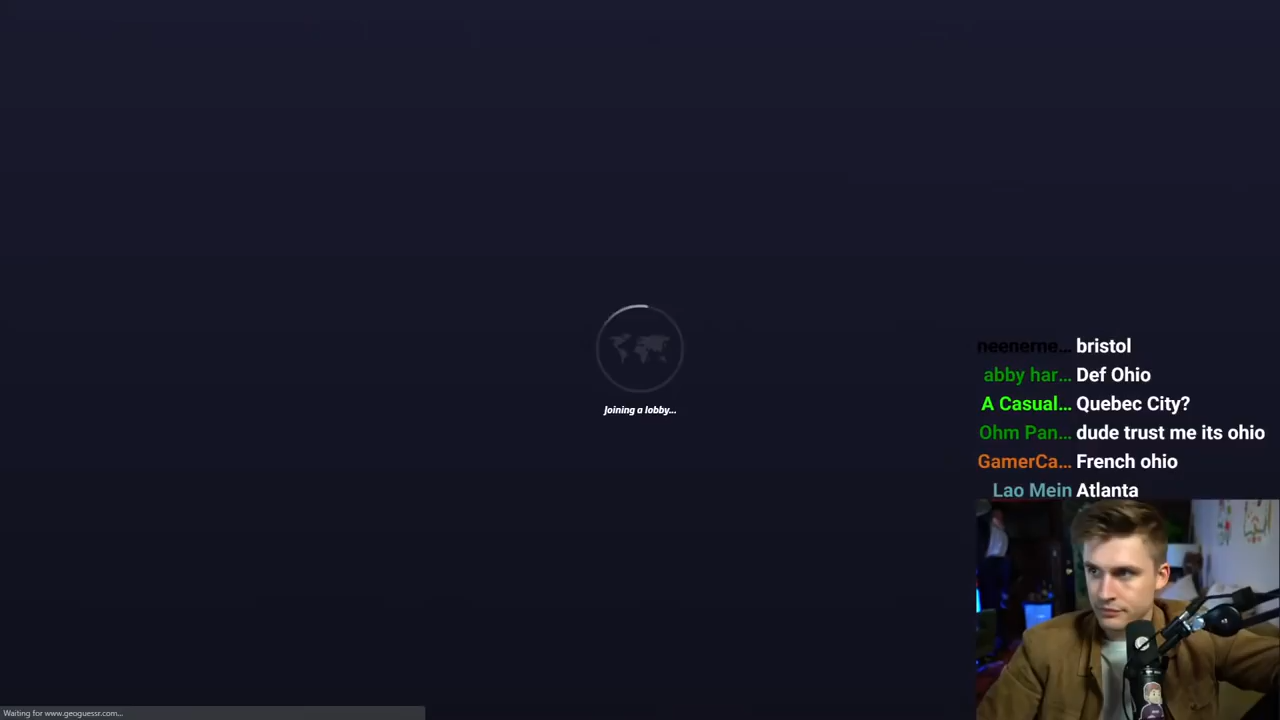 neeneme… bristol
abby har… Def Ohio
A Casual… Quebec City?
Ohm Pan… dude trust me its ohio
Joining a lobby...
GamerCa… French ohio
Lao Mein Atlanta
Waiting for www.geoguessr.com...